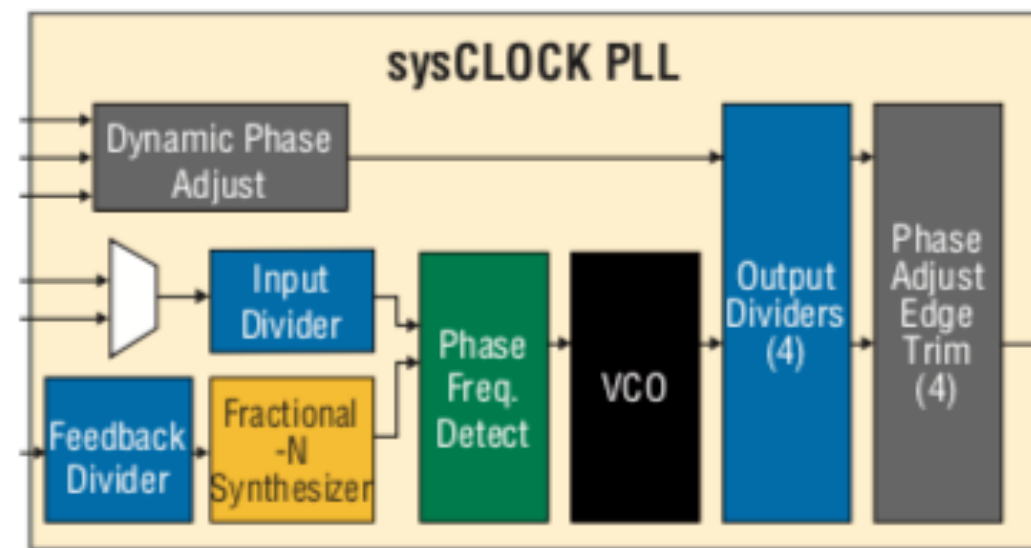 sysCLOCK PLL
Dynamic Phase
Adjust
Input
Divider
Feedback
Divider
Fractional
-N
Synthesizer
Phase
Freq.
Detect
VCO
Output
Dividers
(4)
Phase
Adjust
Edge
Trim
(4)